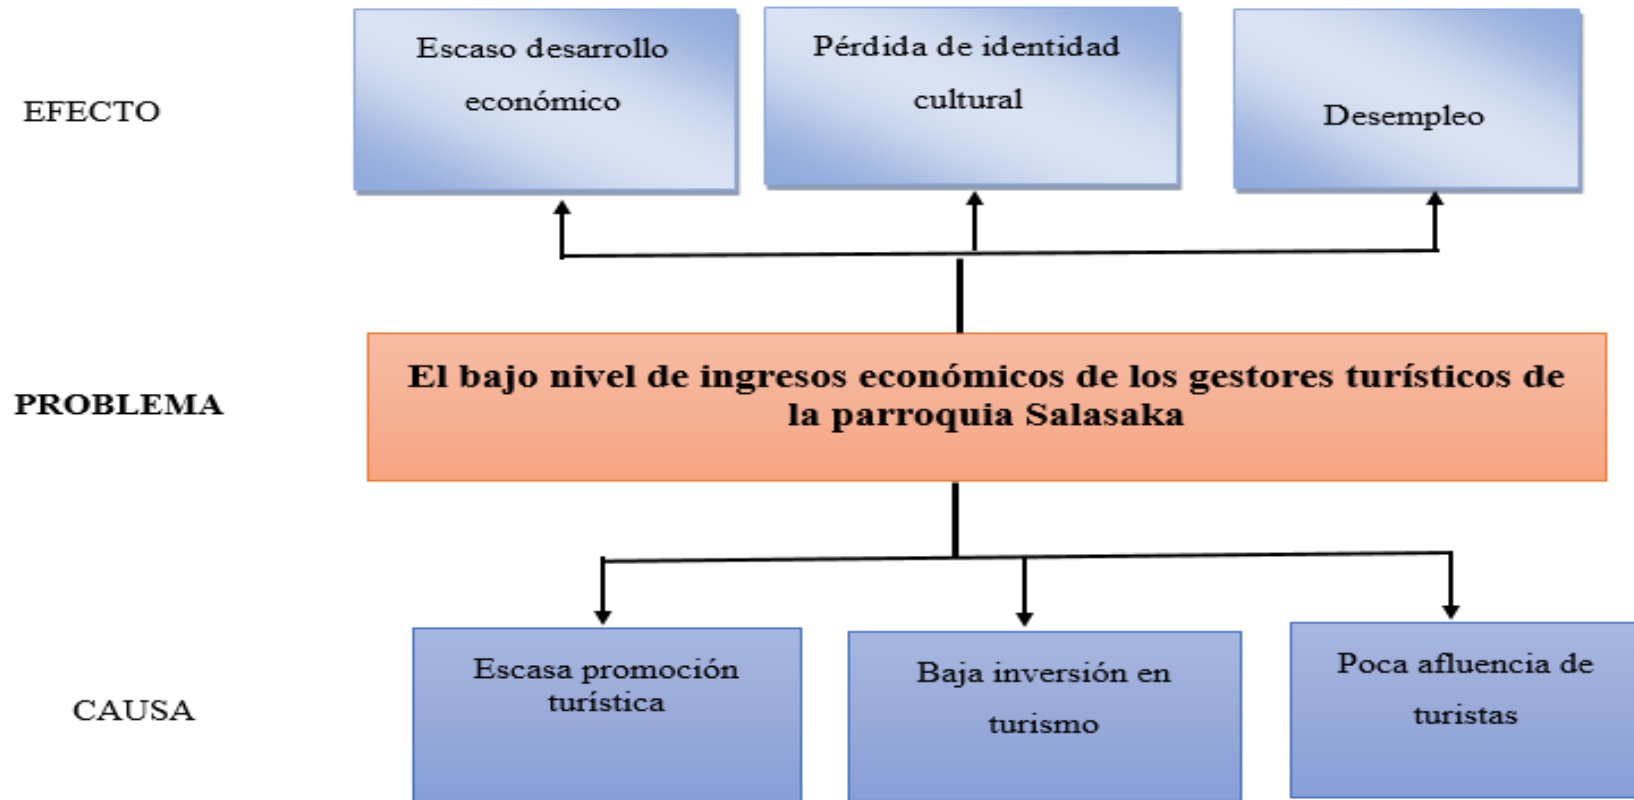 EFECTO
Escaso desarrollo
económico
Pérdida de identidad
cultural
Desempleo
PROBLEMA
El bajo nivel de ingresos económicos de los gestores turísticos de
la parroquia Salasaka
CAUSA
Escasa promoción
turística
Baja inversión en
turismo
Poca afluencia de
turistas